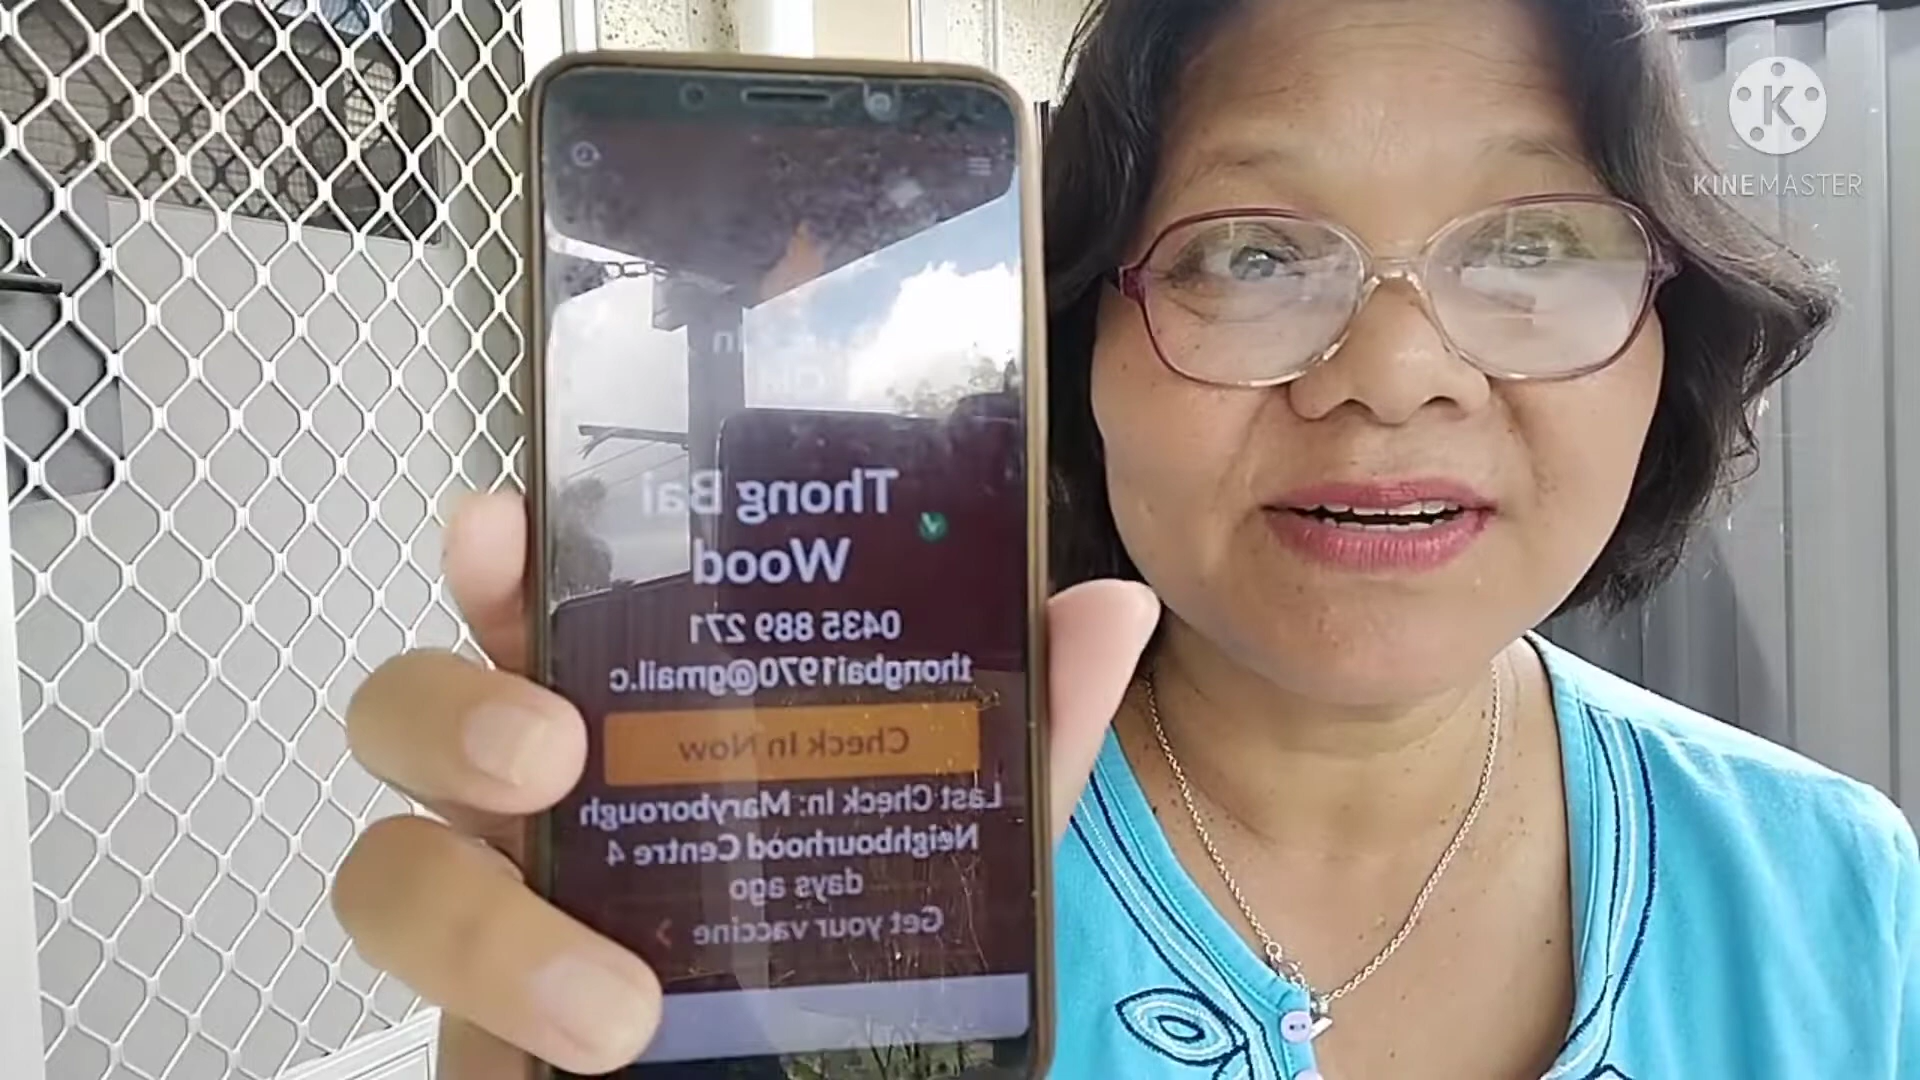 K
KINEMASTER
In
Thong Bai
Wood
0435 889 271
thongbai1970@gmail.c
Check In Now
Last Check In: Maryborough
Neighbourhood Centre 4
days ago
Get your vaccine